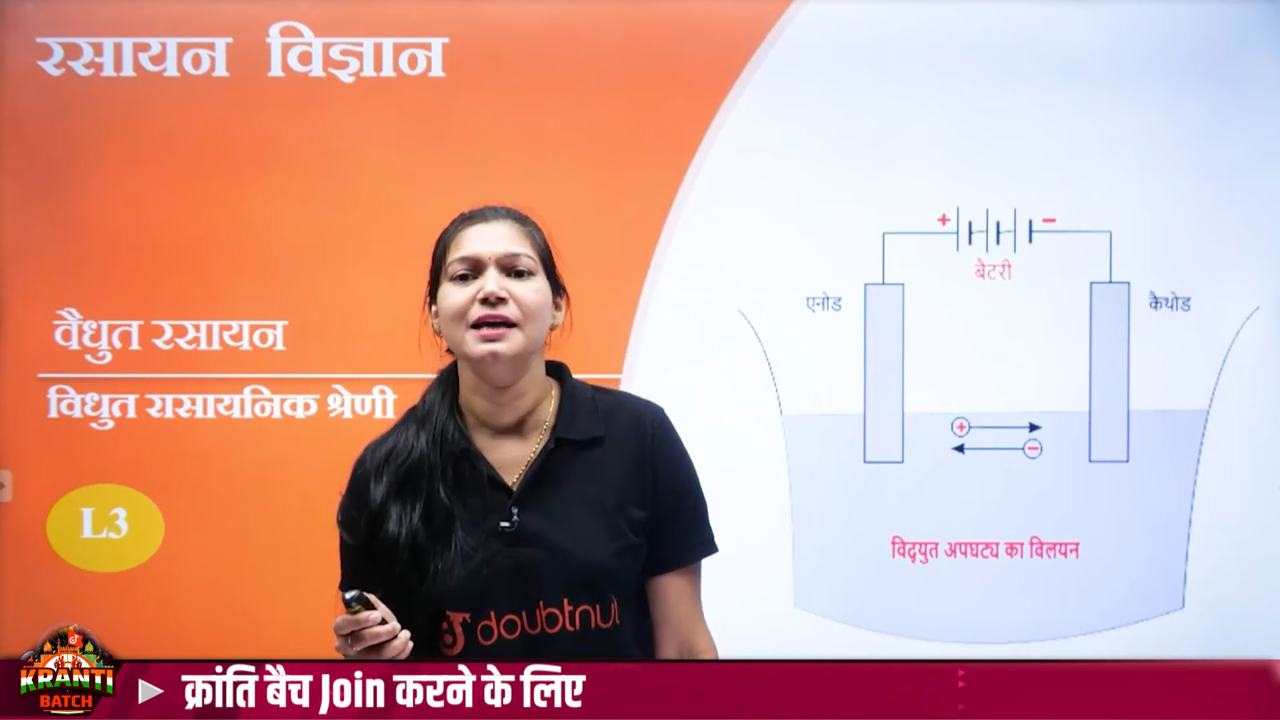 रसायन विज्ञान
वैधुत रसायन
विधुत रासायनिक श्रेणी
L3
+
−
बैटरी
एनोड
कैथोड
+
−
विद्युत अपघट्य का विलयन
doubtnut
KRANTI
BATCH
क्रांति बैच Join करने के लिए